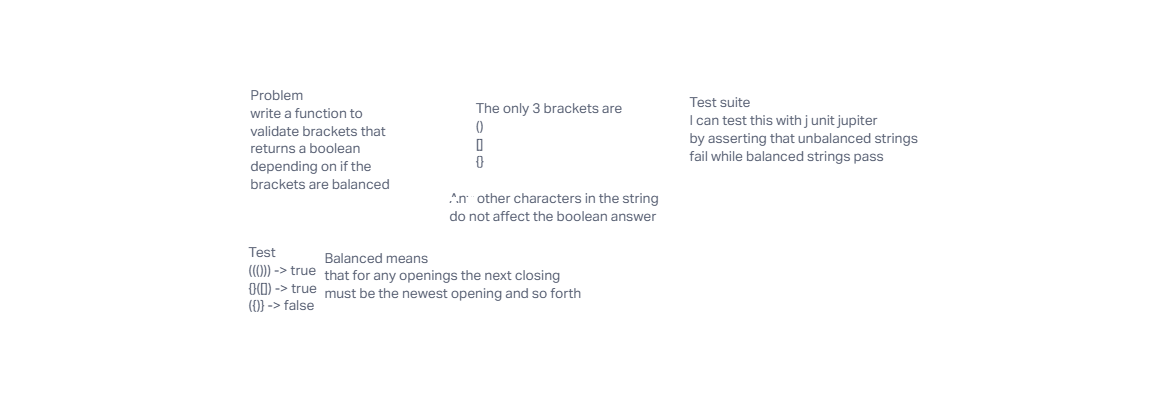 Problem
write a function to
validate brackets that
returns a boolean
depending on if the
brackets are balanced
The only 3 brackets are
()
[]
{}
other characters in the string
do not affect the boolean answer
Test suite
I can test this with j unit jupiter
by asserting that unbalanced strings
fail while balanced strings pass
Test
((())) -> true
{}([]) -> true
({)} -> false
Balanced means
that for any openings the next closing
must be the newest opening and so forth